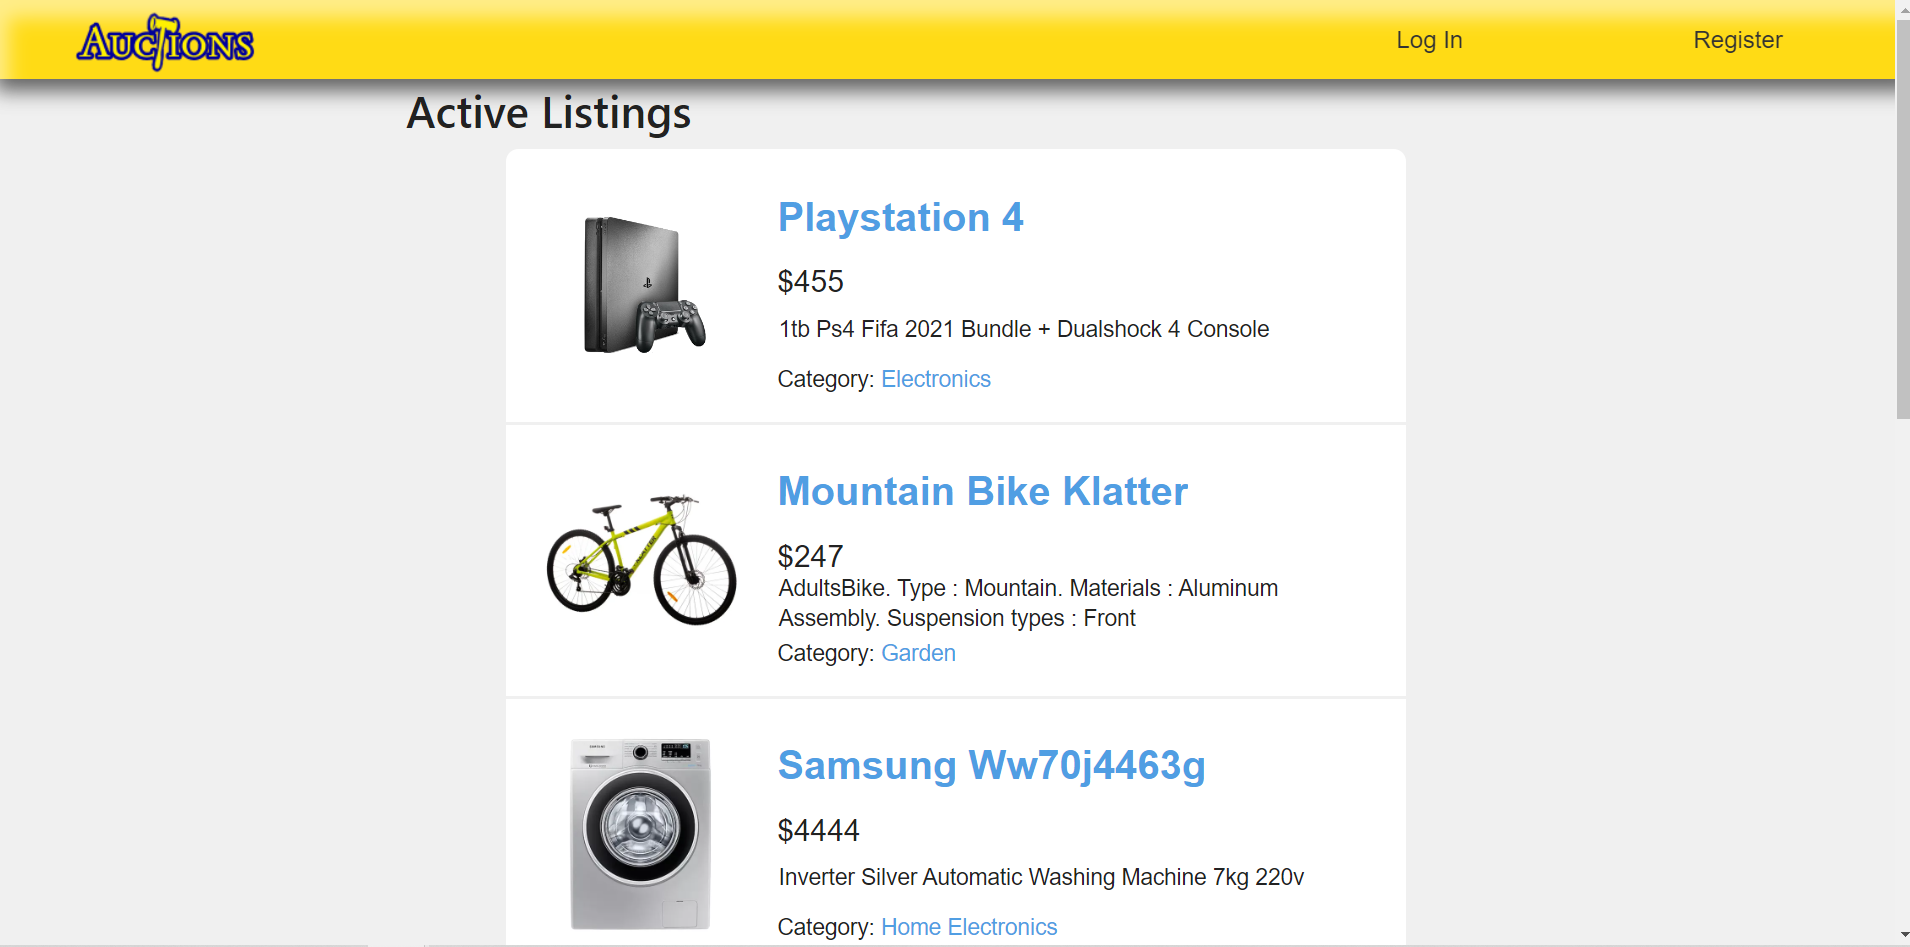 Auctions
Log In
Register
Active Listings
Playstation 4
$455
1tb Ps4 Fifa 2021 Bundle + Dualshock 4 Console
Category: Electronics
Mountain Bike Klatter
$247
AdultsBike. Type : Mountain. Materials : Aluminum
Assembly. Suspension types : Front
Category: Garden
Samsung Ww70j4463g
$4444
Inverter Silver Automatic Washing Machine 7kg 220v
Category: Home Electronics